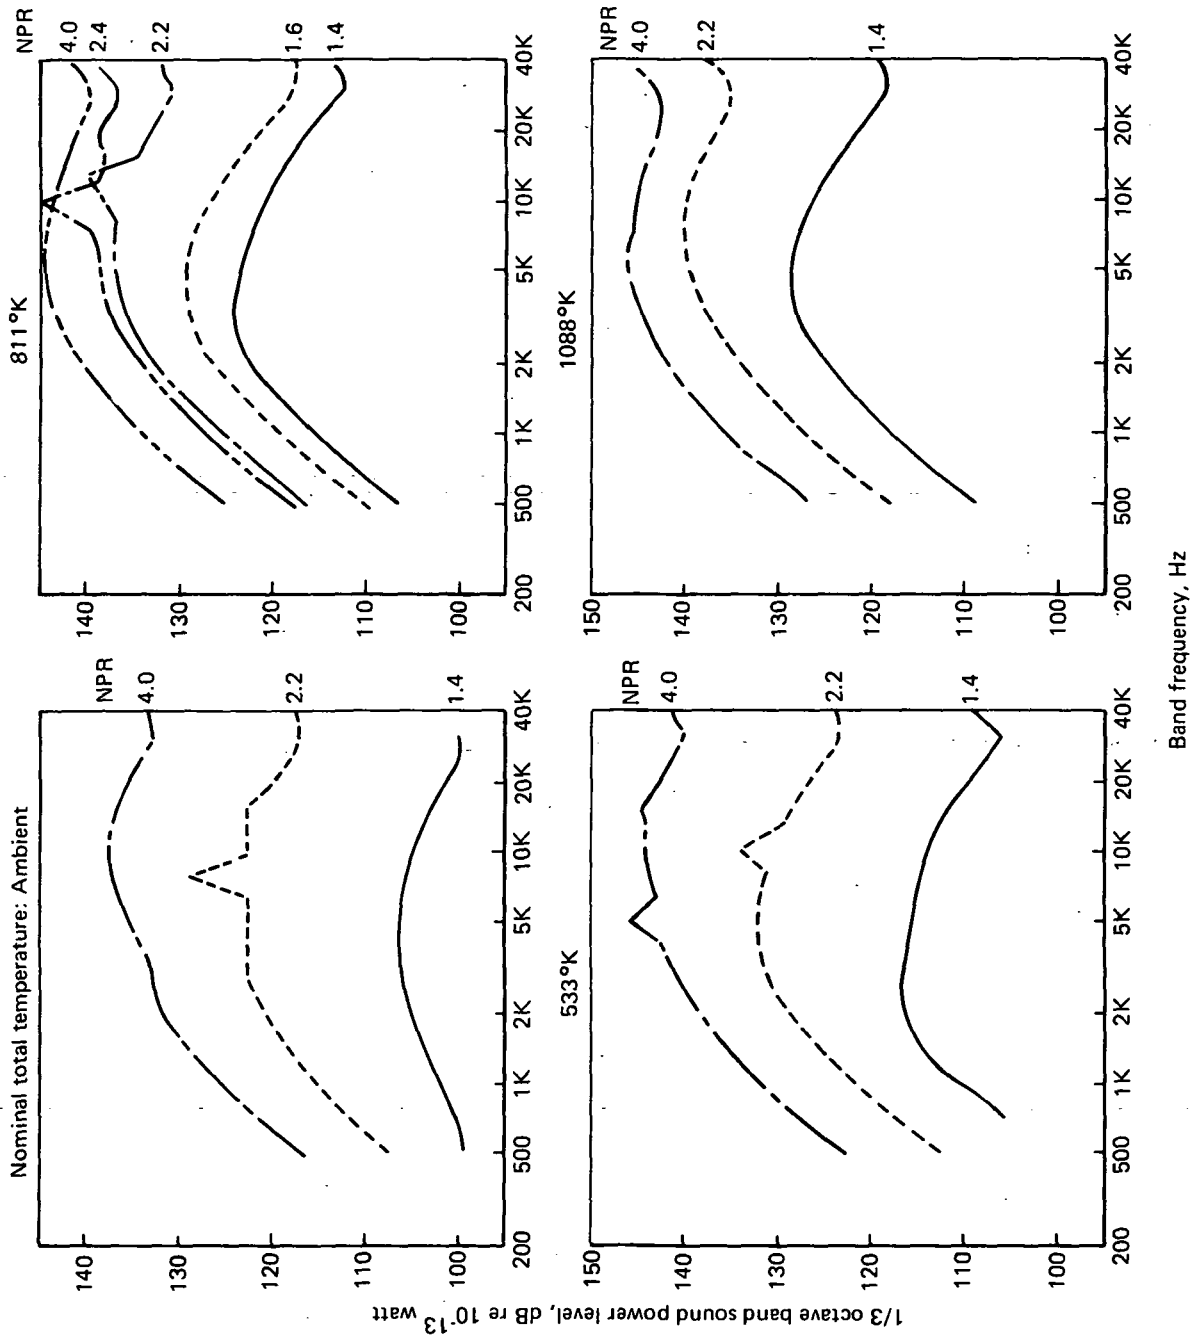 Nominal total temperature: Ambient
NPR
4.0
2.2
1.4
140
130
120
110
100
200
500
1K
2K
5K
10K
20K
40K
811°K
NPR
4.0
2.4
2.2
1.6
1.4
140
130
120
110
100
200
500
1K
2K
5K
10K
20K
40K
533°K
NPR
4.0
2.2
1.4
150
140
130
120
110
100
200
500
1K
2K
5K
10K
20K
40K
1088°K
NPR
4.0
2.2
1.4
150
140
130
120
110
100
200
500
1K
2K
5K
10K
20K
40K
1/3 octave band sound power level, dB re 10⁻¹³ watt
Band frequency, Hz